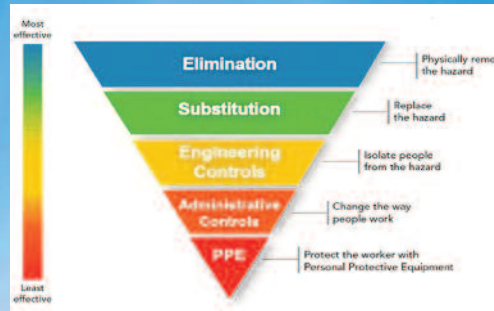 Most
effective
Elimination
Physically remo
the hazard
Substitution
Replace
the hazard
Engineering
Controls
Isolate people
from the hazard
Administrative
Controls
Change the way
people work
PPE
Protect the worker with
Personal Protective Equipment
Least
effective